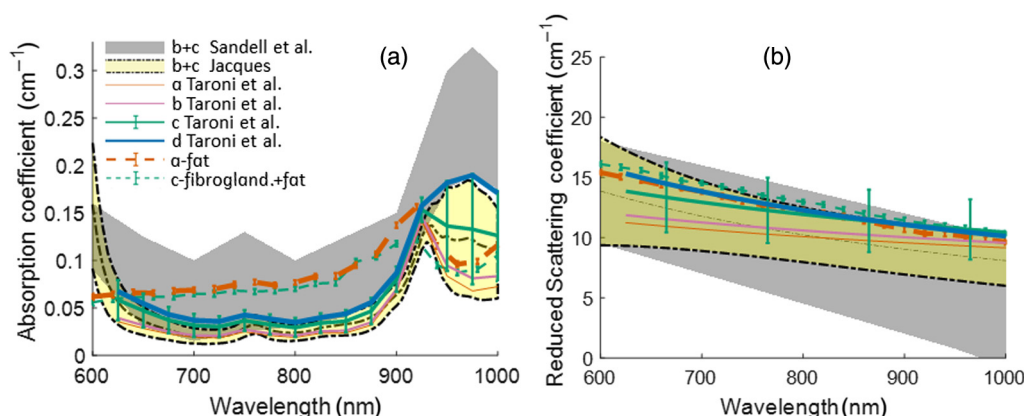 (a)
Absorption coefficient (cm⁻¹)
0.3
0.25
0.2
0.15
0.1
0.05
0
b+c Sandell et al.
b+c Jacques
a Taroni et al.
b Taroni et al.
c Taroni et al.
d Taroni et al.
a-fat
c-fibrogland.+fat
600 700 800 900 1000
Wavelength (nm)
(b)
Reduced Scattering coefficient (cm⁻¹)
25
20
15
10
5
0
600 700 800 900 1000
Wavelength (nm)